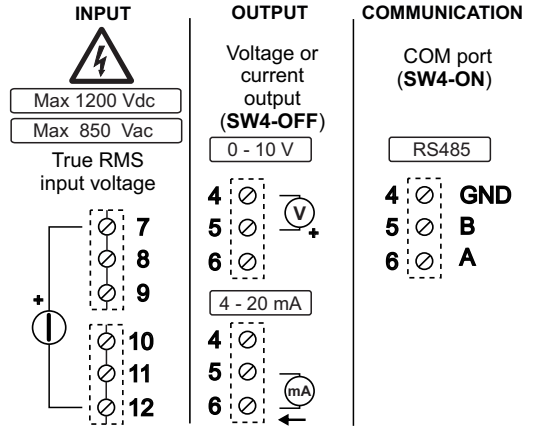 INPUT
Max 1200 Vdc
Max 850 Vac
True RMS
input voltage
7
8
9
+
10
11
12
OUTPUT
Voltage or
current
output
(SW4-OFF)
0 - 10 V
4
5
6
V
+
4 - 20 mA
4
5
6
mA
COMMUNICATION
COM port
(SW4-ON)
RS485
4 GND
5 B
6 A